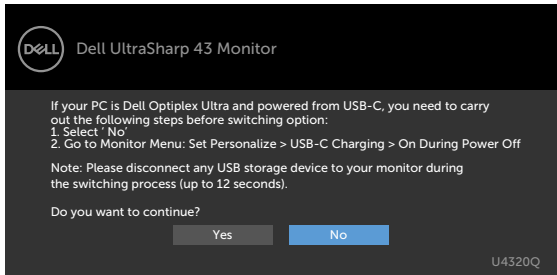 DELL
Dell UltraSharp 43 Monitor
If your PC is Dell Optiplex Ultra and powered from USB-C, you need to carry
out the following steps before switching option:
1. Select ‘ No’
2. Go to Monitor Menu: Set Personalize > USB-C Charging > On During Power Off
Note: Please disconnect any USB storage device to your monitor during
the switching process (up to 12 seconds).
Do you want to continue?
Yes No
U4320Q